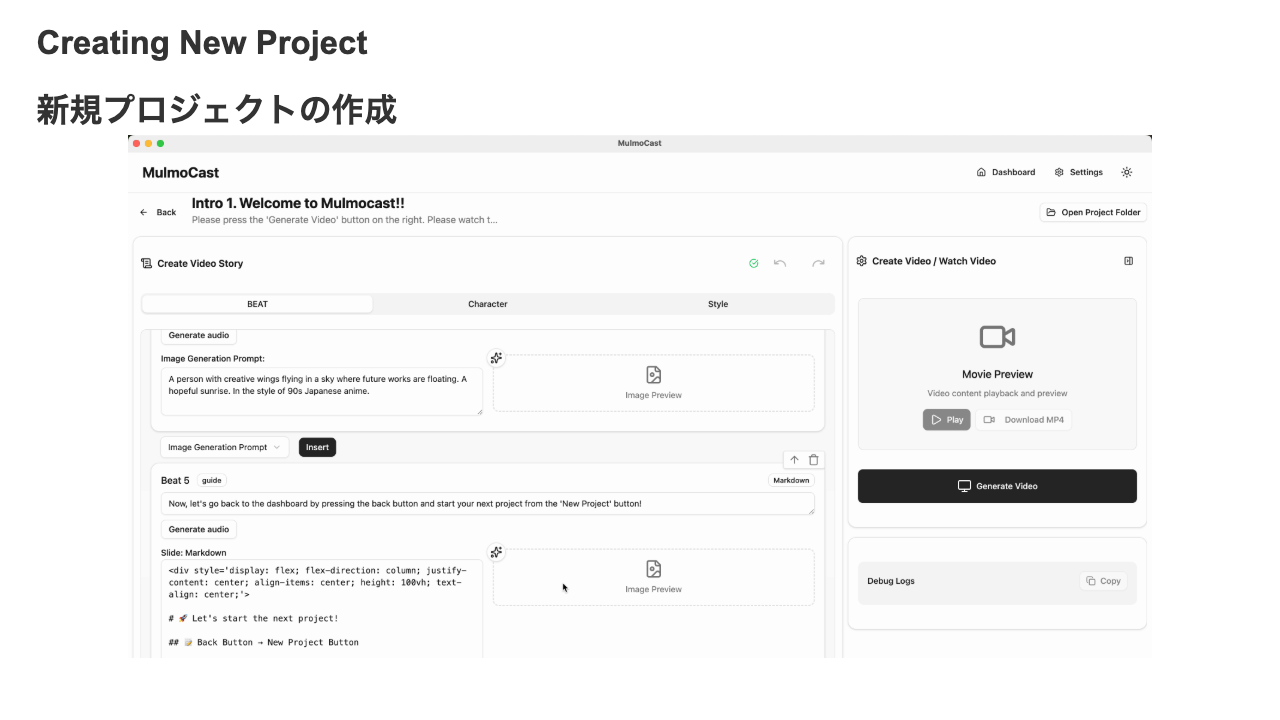 Creating New Project
新規プロジェクトの作成
MulmoCast
MulmoCast
Dashboard
Settings
Back
Intro 1. Welcome to Mulmocast!!
Please press the 'Generate Video' button on the right. Please watch t...
Open Project Folder
Create Video Story
BEAT
Character
Style
Generate audio
Image Generation Prompt:
A person with creative wings flying in a sky where future works are floating. A
hopeful sunrise. In the style of 90s Japanese anime.
Image Preview
Image Generation Prompt
Insert
Beat 5
guide
Markdown
Now, let's go back to the dashboard by pressing the back button and start your next project from the 'New Project' button!
Generate audio
Slide: Markdown
<div style='display: flex; flex-direction: column; justify-
content: center; align-items: center; height: 100vh; text-
align: center;'>
# 🚀 Let's start the next project!
## 📝 Back Button → New Project Button
Image Preview
Create Video / Watch Video
Movie Preview
Video content playback and preview
Play
Download MP4
Generate Video
Debug Logs
Copy